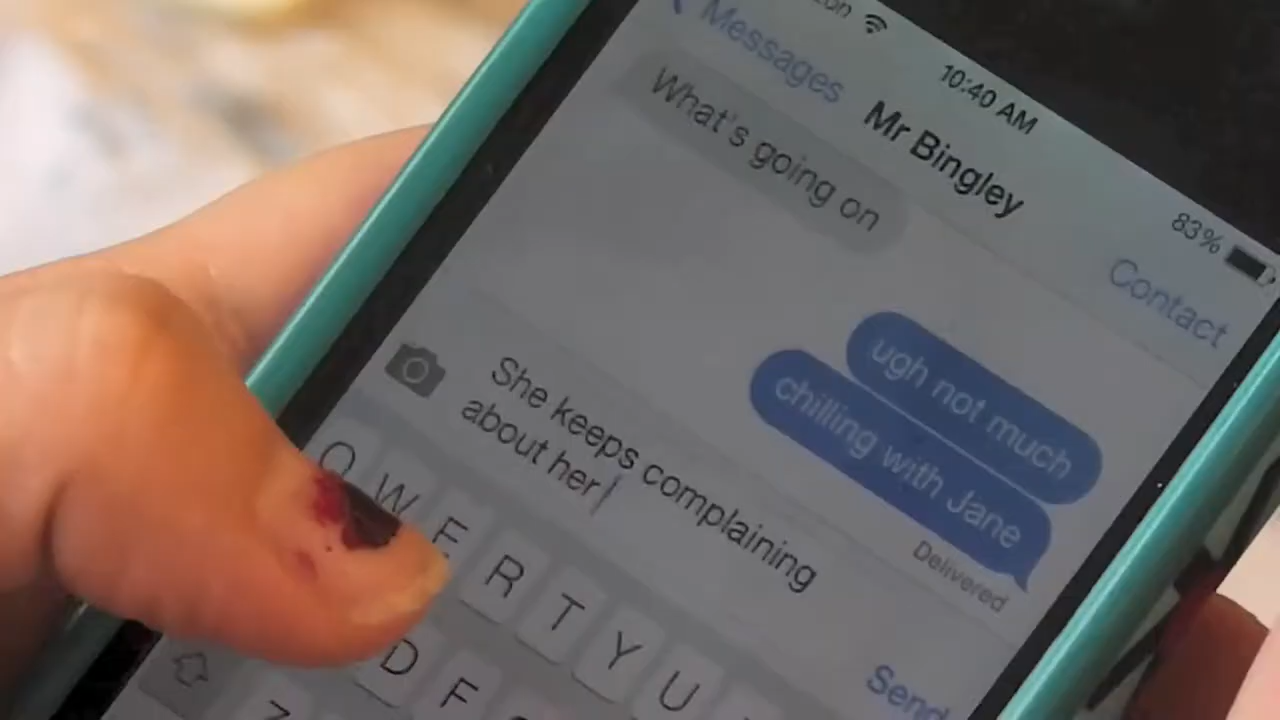 10:40 AM
83%
Messages
Mr Bingley
Contact
What's going on
ugh not much
chilling with Jane
Delivered
She keeps complaining
about her
Send
Q W E R T Y U
D F
Z